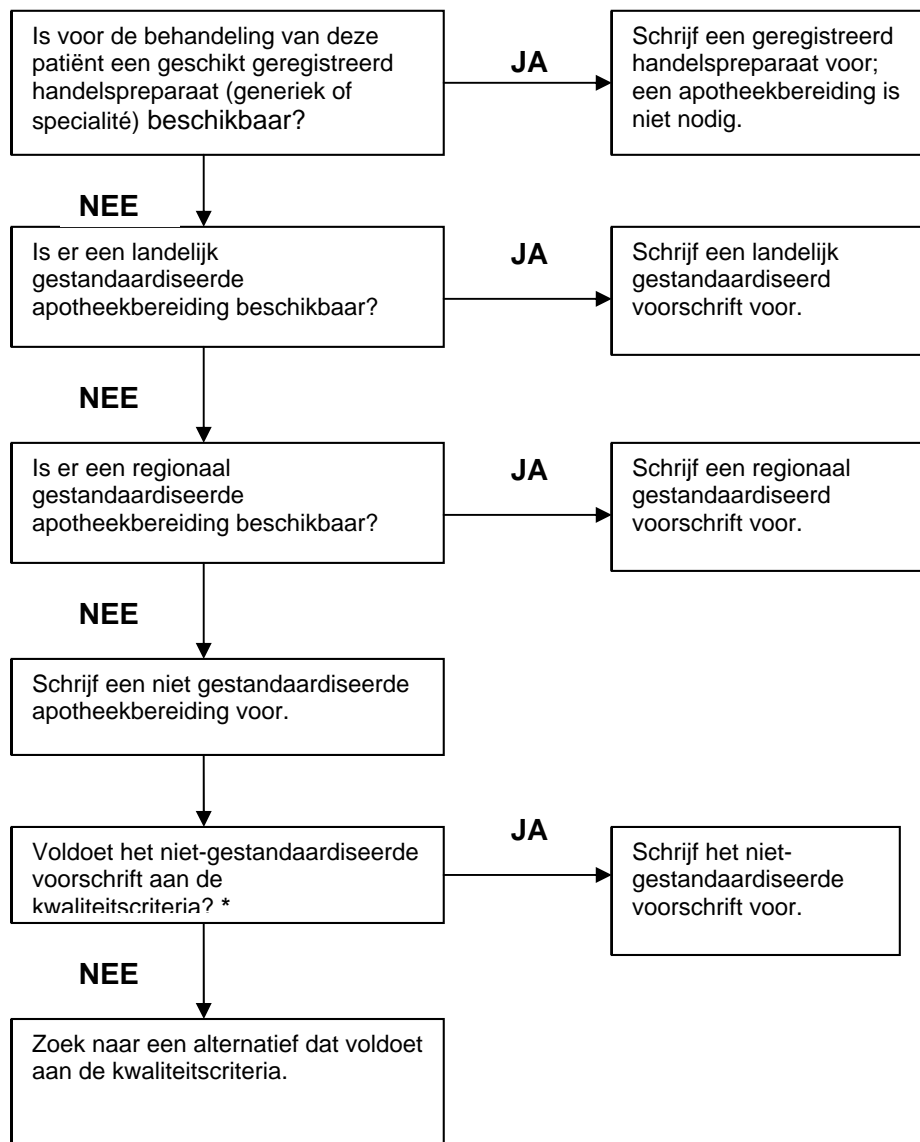 Is voor de behandeling van deze
patiënt een geschikt geregistreerd
handelspreparaat (generiek of
specialité) beschikbaar?
JA
Schrijf een geregistreerd
handelspreparaat voor;
een apotheekbereiding is
niet nodig.
NEE
Is er een landelijk
gestandaardiseerde
apotheekbereiding beschikbaar?
JA
Schrijf een landelijk
gestandaardiseerd
voorschrift voor.
NEE
Is er een regionaal
gestandaardiseerde
apotheekbereiding beschikbaar?
JA
Schrijf een regionaal
gestandaardiseerd
voorschrift voor.
NEE
Schrijf een niet gestandaardiseerde
apotheekbereiding voor.
Voldoet het niet-gestandaardiseerde
voorschrift aan de
kwaliteitscriteria? *
JA
Schrijf het niet-
gestandaardiseerde
voorschrift voor.
NEE
Zoek naar een alternatief dat voldoet
aan de kwaliteitscriteria.